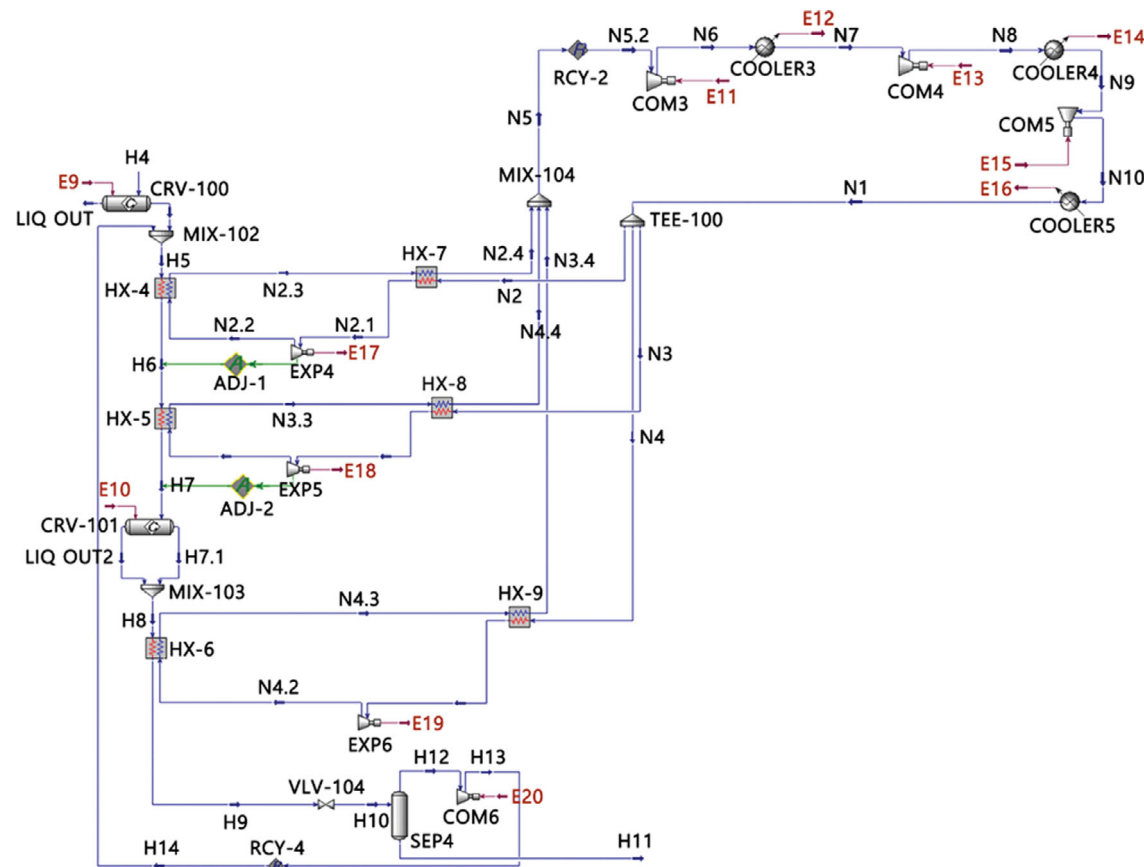 E12
E14
N5.2
N6
N7
N8
RCY-2
COOLER3
COOLER4
COM3
E11
COM4
E13
N9
N5
COM5
H4
E15
N10
E9
CRV-100
MIX-104
E16
N1
LIQ OUT
TEE-100
COOLER5
MIX-102
H5
HX-7
N2.4
N3.4
HX-4
N2.3
N2
N2.2
N2.1
N4.4
H6
E17
N3
ADJ-1
EXP4
HX-8
HX-5
N3.3
N4
E18
H7
EXP5
E10
ADJ-2
CRV-101
LIQ OUT2
H7.1
MIX-103
HX-9
N4.3
H8
HX-6
N4.2
E19
EXP6
H12
H13
VLV-104
E20
COM6
H9
H10
SEP4
H14
RCY-4
H11